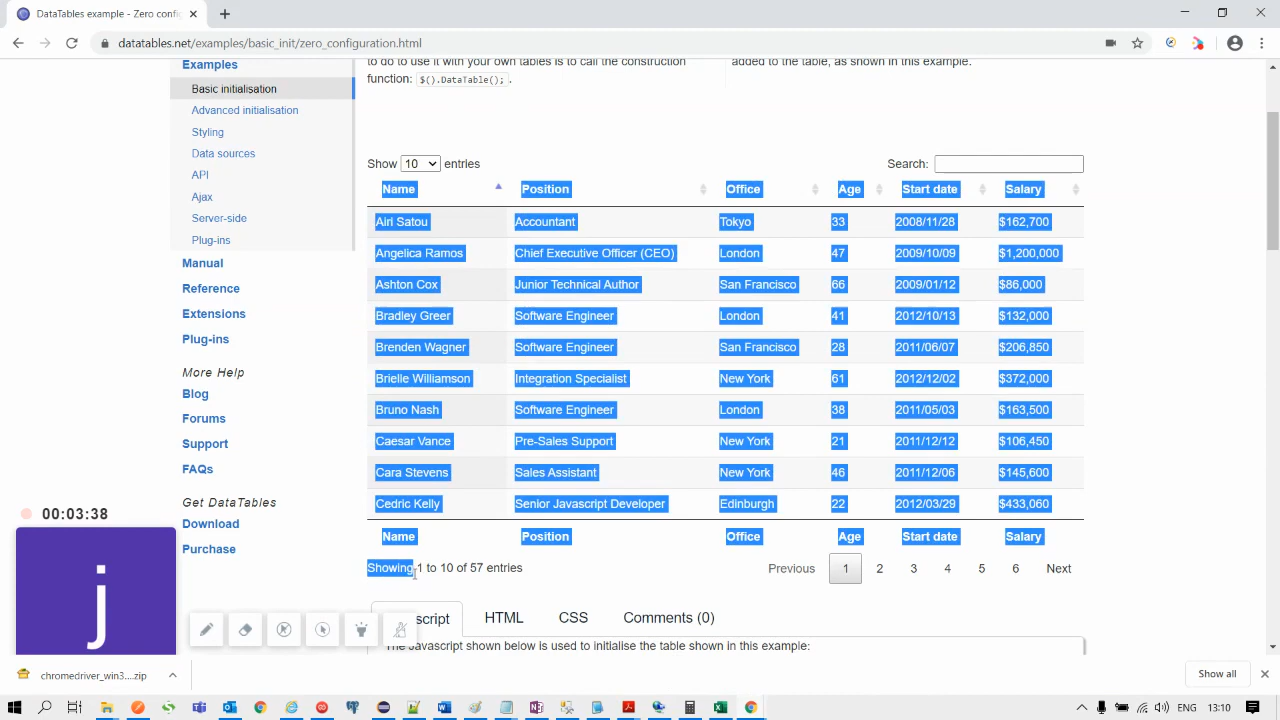 DataTables example - Zero config
datatables.net/examples/basic_init/zero_configuration.html
Examples
Basic initialisation
Advanced initialisation
Styling
Data sources
API
Ajax
Server-side
Plug-ins
Manual
Reference
Extensions
Plug-ins
More Help
Blog
Forums
Support
FAQs
Get DataTables
Download
Purchase
to do to use it with your own tables is to call the construction
function: $().DataTable(); .
added to the table, as shown in this example.
Show 10 entries
Search:
Name Position Office Age Start date Salary
Airi Satou Accountant Tokyo 33 2008/11/28 $162,700
Angelica Ramos Chief Executive Officer (CEO) London 47 2009/10/09 $1,200,000
Ashton Cox Junior Technical Author San Francisco 66 2009/01/12 $86,000
Bradley Greer Software Engineer London 41 2012/10/13 $132,000
Brenden Wagner Software Engineer San Francisco 28 2011/06/07 $206,850
Brielle Williamson Integration Specialist New York 61 2012/12/02 $372,000
Bruno Nash Software Engineer London 38 2011/05/03 $163,500
Caesar Vance Pre-Sales Support New York 21 2011/12/12 $106,450
Cara Stevens Sales Assistant New York 46 2011/12/06 $145,600
Cedric Kelly Senior Javascript Developer Edinburgh 22 2012/03/29 $433,060
Name Position Office Age Start date Salary
Showing 1 to 10 of 57 entries
Previous 1 2 3 4 5 6 Next
script HTML CSS Comments (0)
The Javascript shown below is used to initialise the table shown in this example:
00:03:38
j
chromedriver_win3....zip
Show all
ENG 13:10